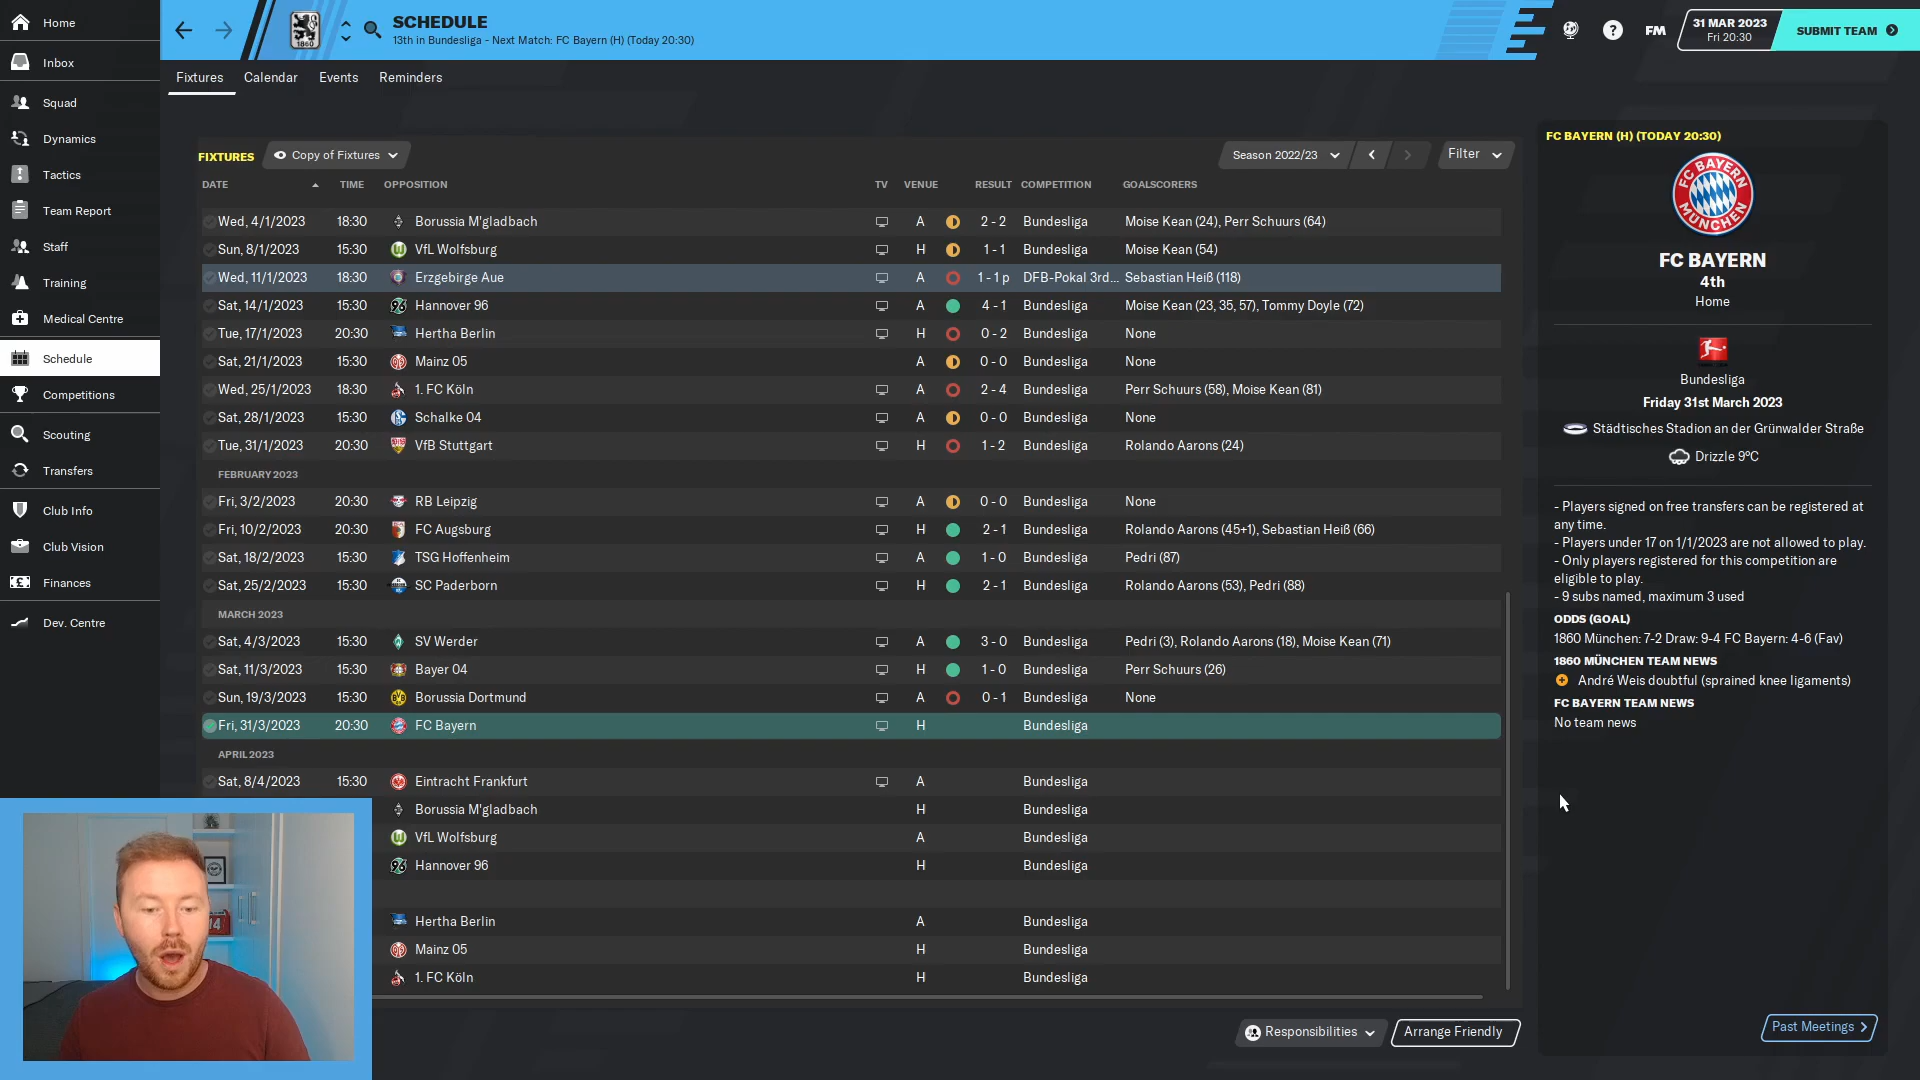 Home
Inbox
Squad
Dynamics
Tactics
Team Report
Staff
Training
Medical Centre
Schedule
Competitions
Scouting
Transfers
Club Info
Club Vision
Finances
Dev. Centre
1860
SCHEDULE
13th in Bundesliga - Next Match: FC Bayern (H) (Today 20:30)
FM
31 MAR 2023
Fri 20:30
SUBMIT TEAM
Fixtures Calendar Events Reminders
FIXTURES Copy of Fixtures Season 2022/23 Filter
DATE TIME OPPOSITION TV VENUE RESULT COMPETITION GOALSCORERS
Wed, 4/1/2023 18:30 Borussia M'gladbach A 2 - 2 Bundesliga Moise Kean (24), Perr Schuurs (64)
Sun, 8/1/2023 15:30 VfL Wolfsburg H 1 - 1 Bundesliga Moise Kean (54)
Wed, 11/1/2023 18:30 Erzgebirge Aue A 1 - 1 p DFB-Pokal 3rd... Sebastian Heiß (118)
Sat, 14/1/2023 15:30 Hannover 96 A 4 - 1 Bundesliga Moise Kean (23, 35, 57), Tommy Doyle (72)
Tue, 17/1/2023 20:30 Hertha Berlin H 0 - 2 Bundesliga None
Sat, 21/1/2023 15:30 Mainz 05 A 0 - 0 Bundesliga None
Wed, 25/1/2023 18:30 1. FC Köln A 2 - 4 Bundesliga Perr Schuurs (58), Moise Kean (81)
Sat, 28/1/2023 15:30 Schalke 04 A 0 - 0 Bundesliga None
Tue, 31/1/2023 20:30 VfB Stuttgart H 1 - 2 Bundesliga Rolando Aarons (24)
FEBRUARY 2023
Fri, 3/2/2023 20:30 RB Leipzig A 0 - 0 Bundesliga None
Fri, 10/2/2023 20:30 FC Augsburg H 2 - 1 Bundesliga Rolando Aarons (45+1), Sebastian Heiß (66)
Sat, 18/2/2023 15:30 TSG Hoffenheim A 1 - 0 Bundesliga Pedri (87)
Sat, 25/2/2023 15:30 SC Paderborn H 2 - 1 Bundesliga Rolando Aarons (53), Pedri (88)
MARCH 2023
Sat, 4/3/2023 15:30 SV Werder A 3 - 0 Bundesliga Pedri (3), Rolando Aarons (18), Moise Kean (71)
Sat, 11/3/2023 15:30 Bayer 04 H 1 - 0 Bundesliga Perr Schuurs (26)
Sun, 19/3/2023 15:30 Borussia Dortmund A 0 - 1 Bundesliga None
Fri, 31/3/2023 20:30 FC Bayern H Bundesliga
APRIL 2023
Sat, 8/4/2023 15:30 Eintracht Frankfurt A Bundesliga
Borussia M'gladbach H Bundesliga
VfL Wolfsburg A Bundesliga
Hannover 96 H Bundesliga
Hertha Berlin A Bundesliga
Mainz 05 H Bundesliga
1. FC Köln H Bundesliga
Responsibilities Arrange Friendly
FC BAYERN (H) (TODAY 20:30)
FC BAYERN
MÜNCHEN
FC BAYERN
4th
Home
Bundesliga
Friday 31st March 2023
Städtisches Stadion an der Grünwalder Straße
Drizzle 9ºC
- Players signed on free transfers can be registered at
any time.
- Players under 17 on 1/1/2023 are not allowed to play.
- Only players registered for this competition are
eligible to play.
- 9 subs named, maximum 3 used
ODDS (GOAL)
1860 München: 7-2 Draw: 9-4 FC Bayern: 4-6 (Fav)
1860 MÜNCHEN TEAM NEWS
André Weis doubtful (sprained knee ligaments)
FC BAYERN TEAM NEWS
No team news
Past Meetings